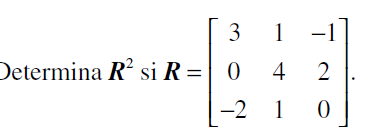 3 1 −1
Determina R² si R = 0 4 2 .
−2 1 0